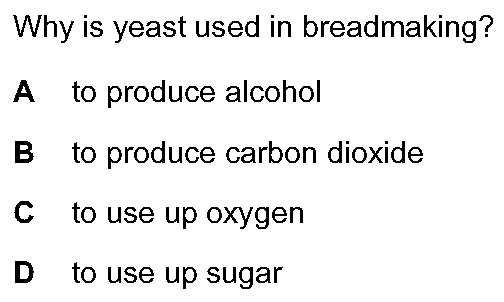 Why is yeast used in breadmaking?
A to produce alcohol
B to produce carbon dioxide
C to use up oxygen
D to use up sugar